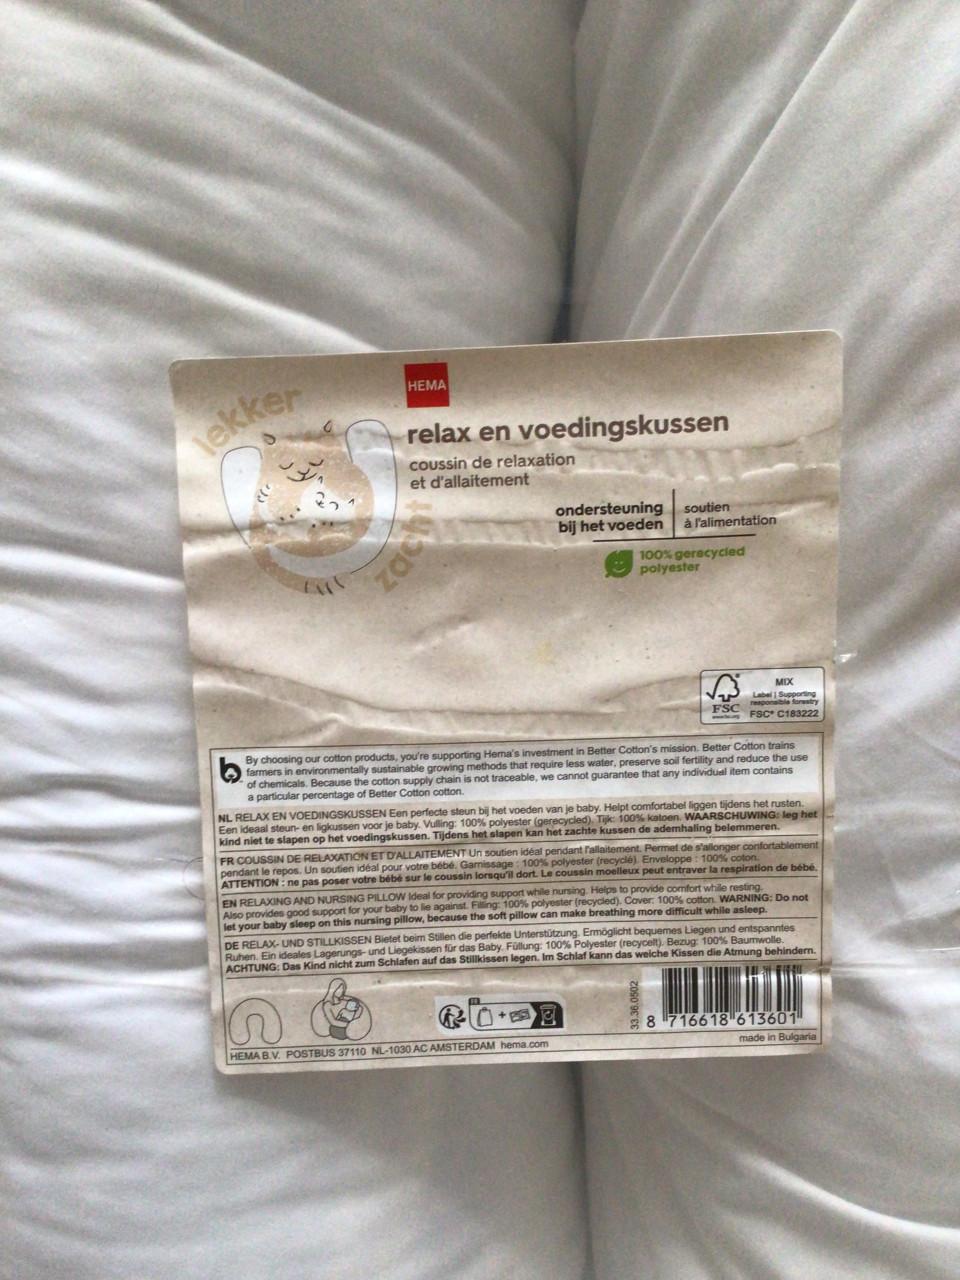 lekker
zacht
HEMA
relax en voedingskussen
coussin de relaxation
et d'allaitement
ondersteuning
bij het voeden
soutien
à l'alimentation
100% gerecycled
polyester
FSC
www.fsc.org
MIX
Label | Supporting
responsible forestry
FSC® C183222
b
By choosing our cotton products, you're supporting Hema's investment in Better Cotton's mission. Better Cotton trains
farmers in environmentally sustainable growing methods that require less water, preserve soil fertility and reduce the use
of chemicals. Because the cotton supply chain is not traceable, we cannot guarantee that any individual item contains
a particular percentage of Better Cotton cotton.
NL RELAX EN VOEDINGSKUSSEN Een perfecte steun bij het voeden van je baby. Helpt comfortabel liggen tijdens het rusten.
Een ideaal steun- en ligkussen voor je baby. Vulling: 100% polyester (gerecycled). Tijk: 100% katoen. WAARSCHUWING: leg het
kind niet te slapen op het voedingskussen. Tijdens het slapen kan het zachte kussen de ademhaling belemmeren.
FR COUSSIN DE RELAXATION ET D'ALLAITEMENT Un soutien idéal pendant l'allaitement. Permet de s'allonger confortablement
pendant le repos. Un soutien idéal pour votre bébé. Garnissage : 100% polyester (recyclé). Enveloppe : 100% coton.
ATTENTION : ne pas poser votre bébé sur le coussin lorsqu'il dort. Le coussin moelleux peut entraver la respiration de bébé.
EN RELAXING AND NURSING PILLOW Ideal for providing support while nursing. Helps to provide comfort while resting.
Also provides good support for your baby to lie against. Filling: 100% polyester (recycled). Cover: 100% cotton. WARNING: Do not
let your baby sleep on this nursing pillow, because the soft pillow can make breathing more difficult while asleep.
DE RELAX- UND STILLKISSEN Bietet beim Stillen die perfekte Unterstützung. Ermöglicht bequemes Liegen und entspanntes
Ruhen. Ein ideales Lagerungs- und Liegekissen für das Baby. Füllung: 100% Polyester (recycelt). Bezug: 100% Baumwolle.
ACHTUNG: Das Kind nicht zum Schlafen auf das Stillkissen legen. Im Schlaf kann das weiche Kissen die Atmung behindern.
FR
+
33.36.0502
8 716618 613601
made in Bulgaria
HEMA B.V. POSTBUS 37110 NL-1030 AC AMSTERDAM hema.com